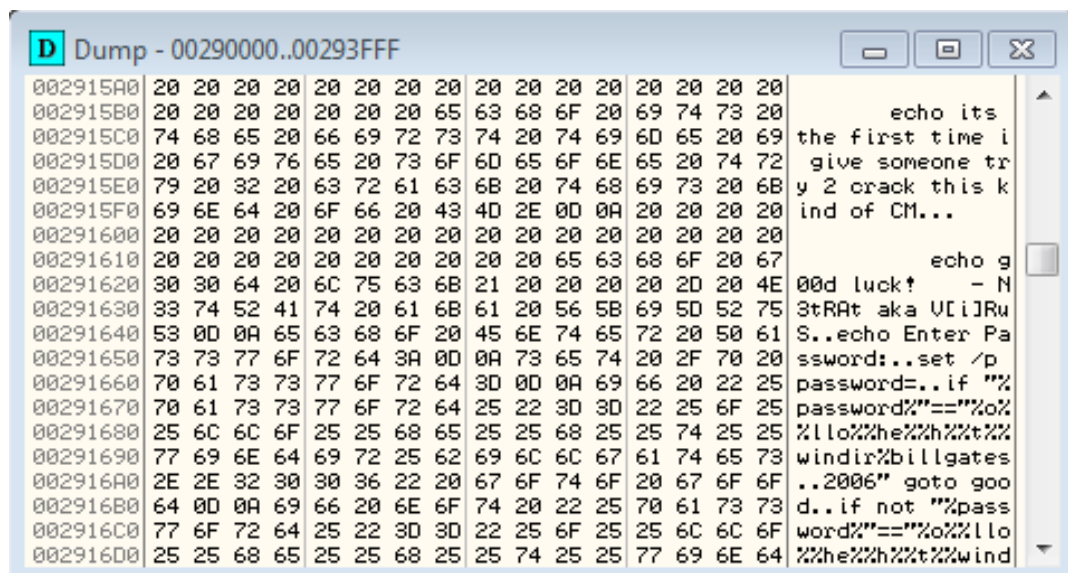 D Dump - 00290000..00293FFF
002915A0 20 20 20 20 20 20 20 20 20 20 20 20 20 20 20 20
002915B0 20 20 20 20 20 20 20 65 63 68 6F 20 69 74 73 20        echo its
002915C0 74 68 65 20 66 69 72 73 74 20 74 69 6D 65 20 69 the first time i
002915D0 20 67 69 76 65 20 73 6F 6D 65 6F 6E 65 20 74 72  give someone tr
002915E0 79 20 32 20 63 72 61 63 6B 20 74 68 69 73 20 6B y 2 crack this k
002915F0 69 6E 64 20 6F 66 20 43 4D 2E 0D 0A 20 20 20 20 ind of CM...
00291600 20 20 20 20 20 20 20 20 20 20 20 20 20 20 20 20
00291610 20 20 20 20 20 20 20 20 20 20 65 63 68 6F 20 67           echo g
00291620 30 30 64 20 6C 75 63 6B 21 20 20 20 20 2D 20 4E 00d luck!    - N
00291630 33 74 52 41 74 20 61 6B 61 20 56 5B 69 5D 52 75 3tRAt aka V[i]Ru
00291640 53 0D 0A 65 63 68 6F 20 45 6E 74 65 72 20 50 61 S..echo Enter Pa
00291650 73 73 77 6F 72 64 3A 0D 0A 73 65 74 20 2F 70 20 ssword:..set /p
00291660 70 61 73 73 77 6F 72 64 3D 0D 0A 69 66 20 22 25 password=..if "%
00291670 70 61 73 73 77 6F 72 64 25 22 3D 3D 22 25 6F 25 password%"=="%o%
00291680 25 6C 6C 6F 25 25 68 65 25 25 68 25 25 74 25 25 %llo%%he%%h%%t%%
00291690 77 69 6E 64 69 72 25 62 69 6C 6C 67 61 74 65 73 windir%billgates
002916A0 2E 2E 32 30 30 36 22 20 67 6F 74 6F 20 67 6F 6F ..2006" goto goo
002916B0 64 0D 0A 69 66 20 6E 6F 74 20 22 25 70 61 73 73 d..if not "%pass
002916C0 77 6F 72 64 25 22 3D 3D 22 25 6F 25 25 6C 6C 6F word%"=="%o%%llo
002916D0 25 25 68 65 25 25 68 25 25 74 25 25 77 69 6E 64 %%he%%h%%t%%wind